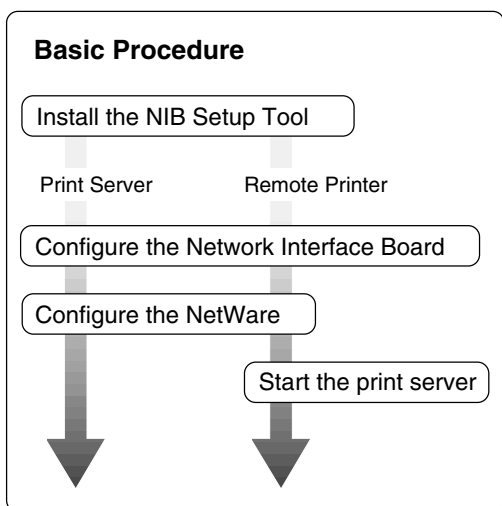 Basic Procedure
Install the NIB Setup Tool
Print Server
Remote Printer
Configure the Network Interface Board
Configure the NetWare
Start the print server